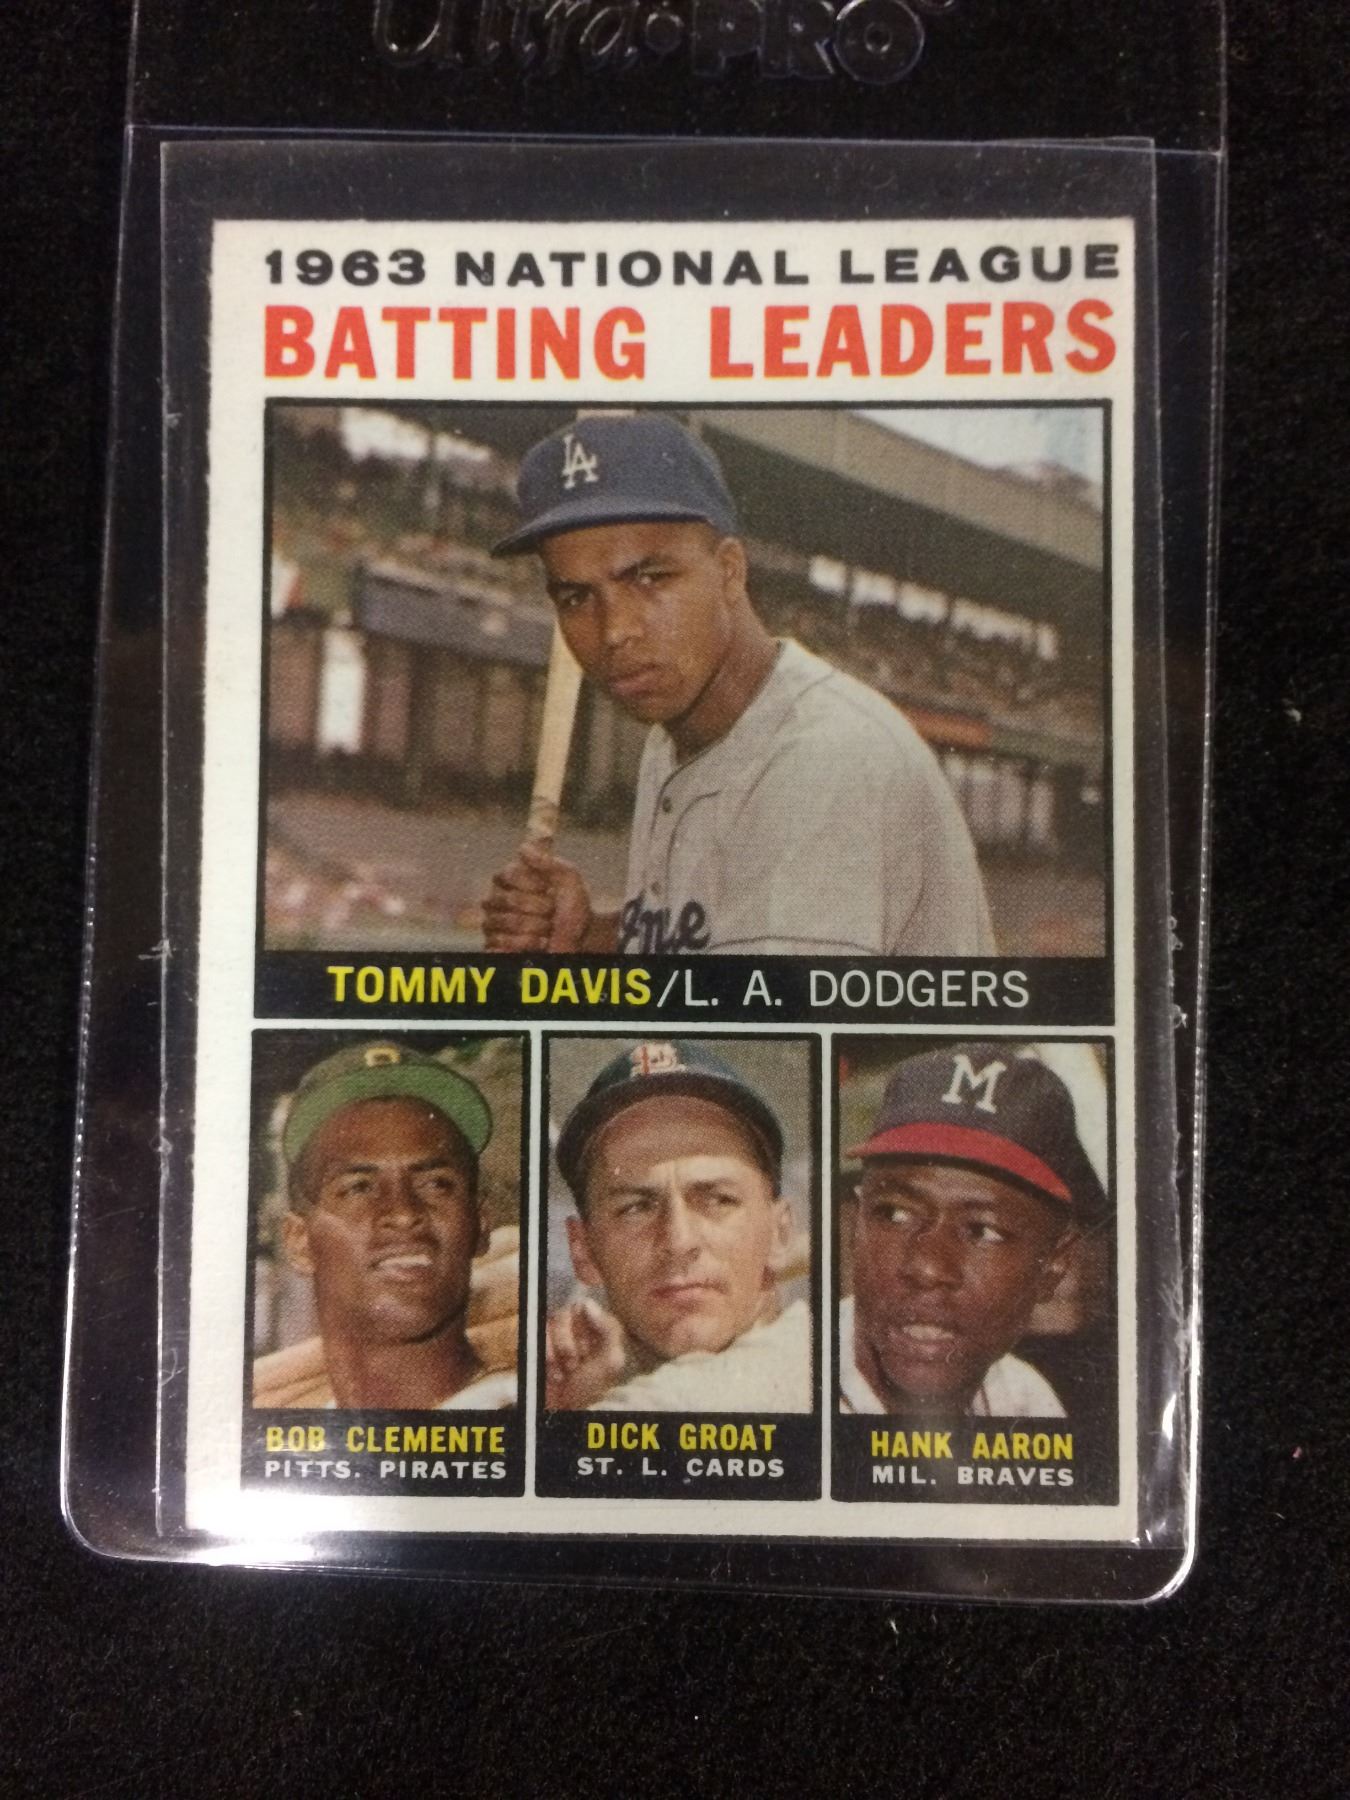 Ultra•PRO
1963 NATIONAL LEAGUE
BATTING LEADERS
LA
TOMMY DAVIS/L. A. DODGERS
P
STL
M
BOB CLEMENTE
PITTS. PIRATES
DICK GROAT
ST. L. CARDS
HANK AARON
MIL. BRAVES